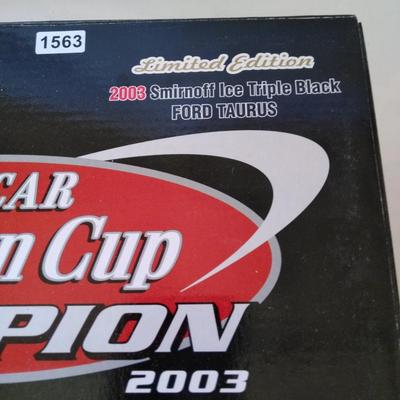 1563
Limited Edition
2003 Smirnoff Ice Triple Black
FORD TAURUS
CAR
n Cup
PION
2003